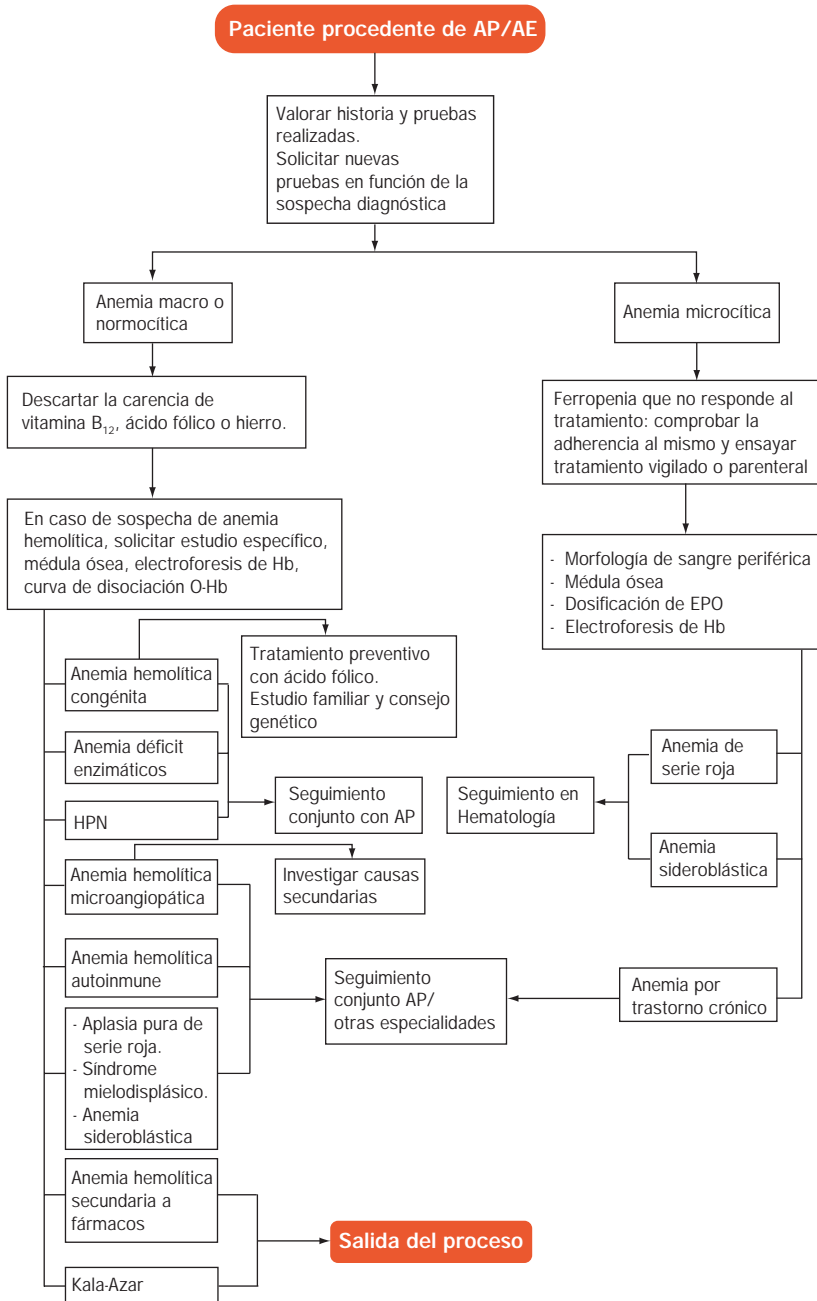 Paciente procedente de AP/AE
Valorar historia y pruebas
realizadas.
Solicitar nuevas
pruebas en función de la
sospecha diagnóstica
Anemia macro o
normocítica
Anemia microcítica
Descartar la carencia de
vitamina B12, ácido fólico o hierro.
Ferropenia que no responde al
tratamiento: comprobar la
adherencia al mismo y ensayar
tratamiento vigilado o parenteral
En caso de sospecha de anemia
hemolítica, solicitar estudio específico,
médula ósea, electroforesis de Hb,
curva de disociación O-Hb
- Morfología de sangre periférica
- Médula ósea
- Dosificación de EPO
- Electroforesis de Hb
Anemia hemolítica
congénita
Tratamiento preventivo
con ácido fólico.
Estudio familiar y consejo
genético
Anemia déficit
enzimáticos
HPN
Seguimiento
conjunto con AP
Seguimiento en
Hematología
Anemia de
serie roja
Anemia
sideroblástica
Anemia hemolítica
microangiopática
Investigar causas
secundarias
Anemia hemolítica
autoinmune
Seguimiento
conjunto AP/
otras especialidades
Anemia por
trastorno crónico
- Aplasia pura de
serie roja.
- Síndrome
mielodisplásico.
- Anemia
sideroblástica
Anemia hemolítica
secundaria a
fármacos
Salida del proceso
Kala-Azar